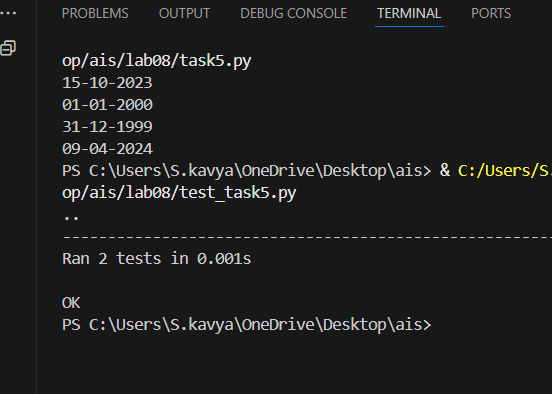 PROBLEMS OUTPUT DEBUG CONSOLE TERMINAL PORTS
op/ais/lab08/task5.py
15-10-2023
01-01-2000
31-12-1999
09-04-2024
PS C:\Users\S.kavya\OneDrive\Desktop\ais> & C:/Users/S.
op/ais/lab08/test_task5.py
..
----------------------------------------------------------------------
Ran 2 tests in 0.001s
OK
PS C:\Users\S.kavya\OneDrive\Desktop\ais>